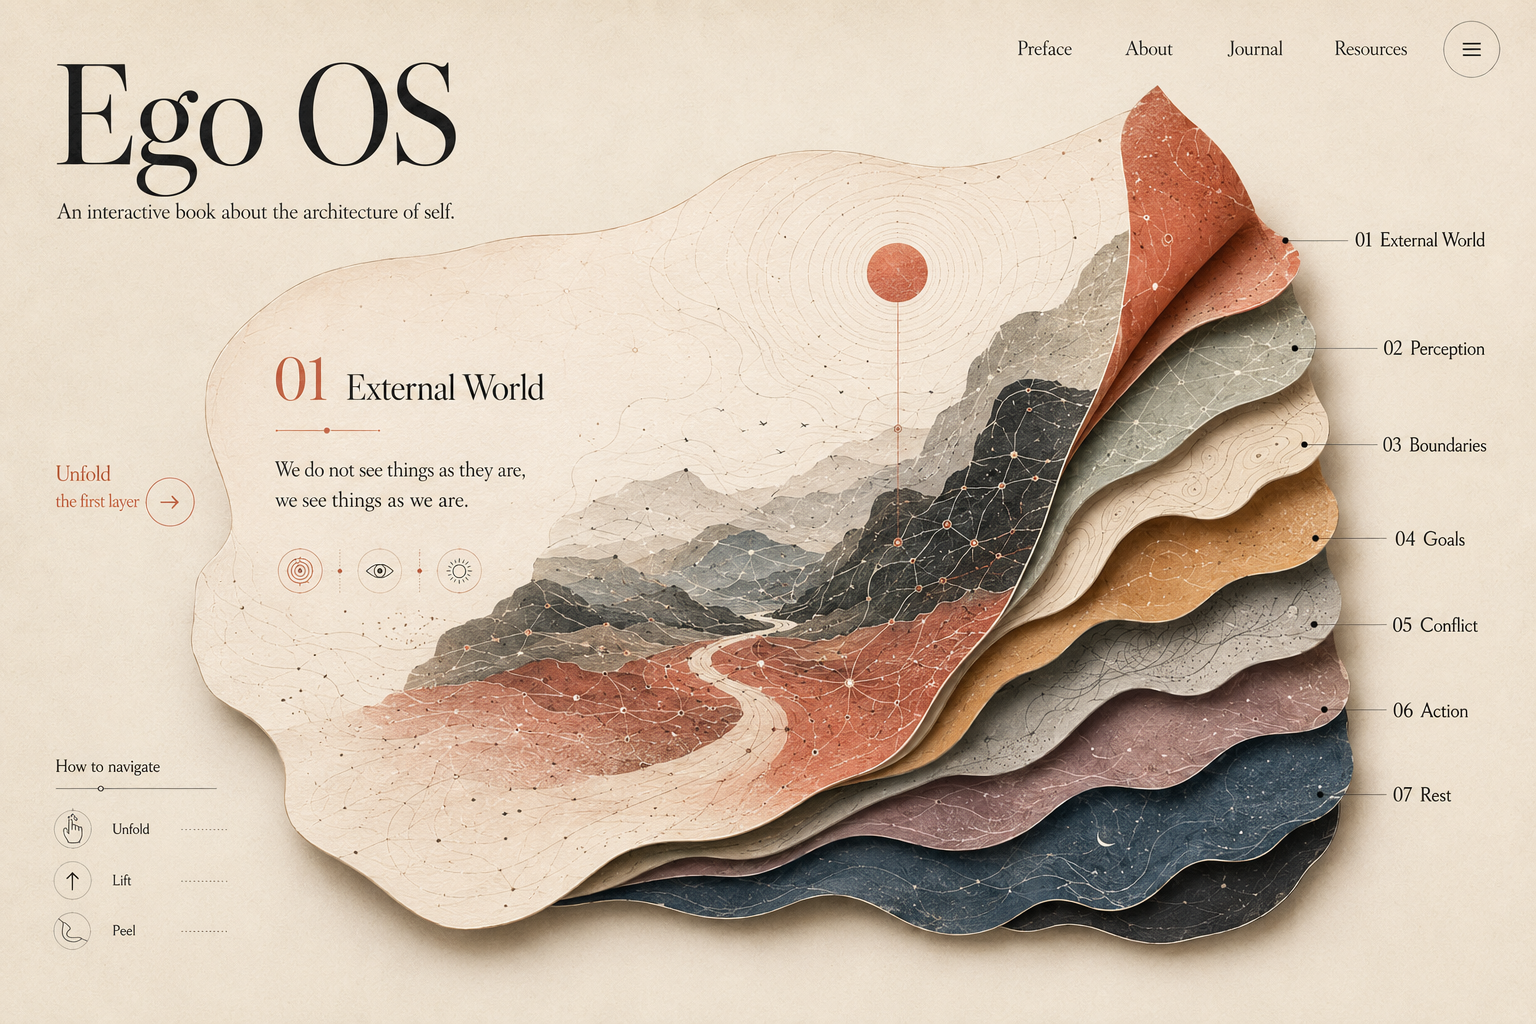 Ego OS
An interactive book about the architecture of self.
Preface
About
Journal
Resources
01 External World
We do not see things as they are,
we see things as we are.
Unfold
the first layer
01 External World
02 Perception
03 Boundaries
04 Goals
05 Conflict
06 Action
07 Rest
How to navigate
Unfold
Lift
Peel